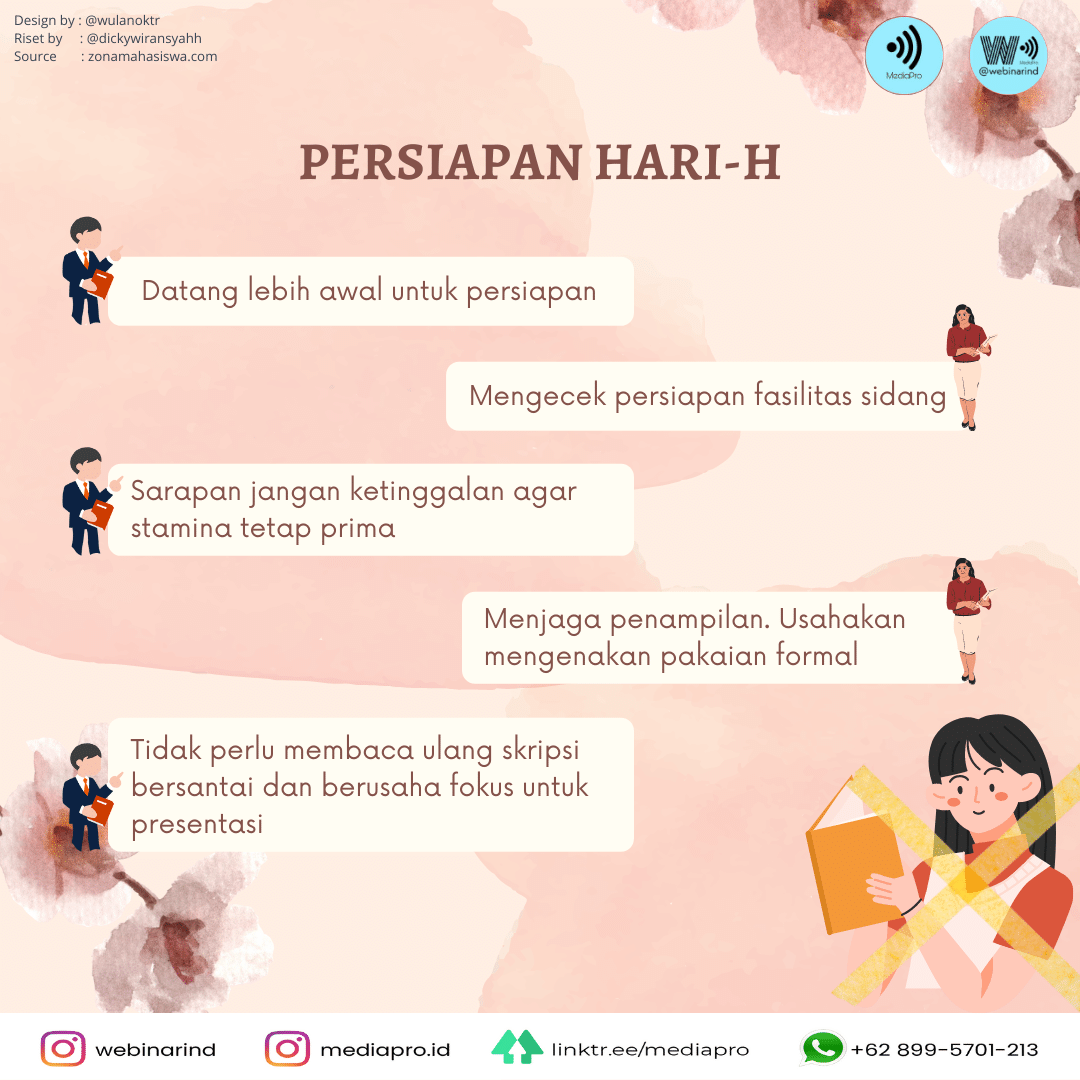 Design by : @wulanoktr
Riset by : @dickywiransyahh
Source : zonamahasiswa.com
MediaPro
W
MediaPro
@webinarind
PERSIAPAN HARI-H
Datang lebih awal untuk persiapan
Mengecek persiapan fasilitas sidang
Sarapan jangan ketinggalan agar
stamina tetap prima
Menjaga penampilan. Usahakan
mengenakan pakaian formal
Tidak perlu membaca ulang skripsi
bersantai dan berusaha fokus untuk
presentasi
webinarind
mediapro.id
linktr.ee/mediapro
+62 899-5701-213